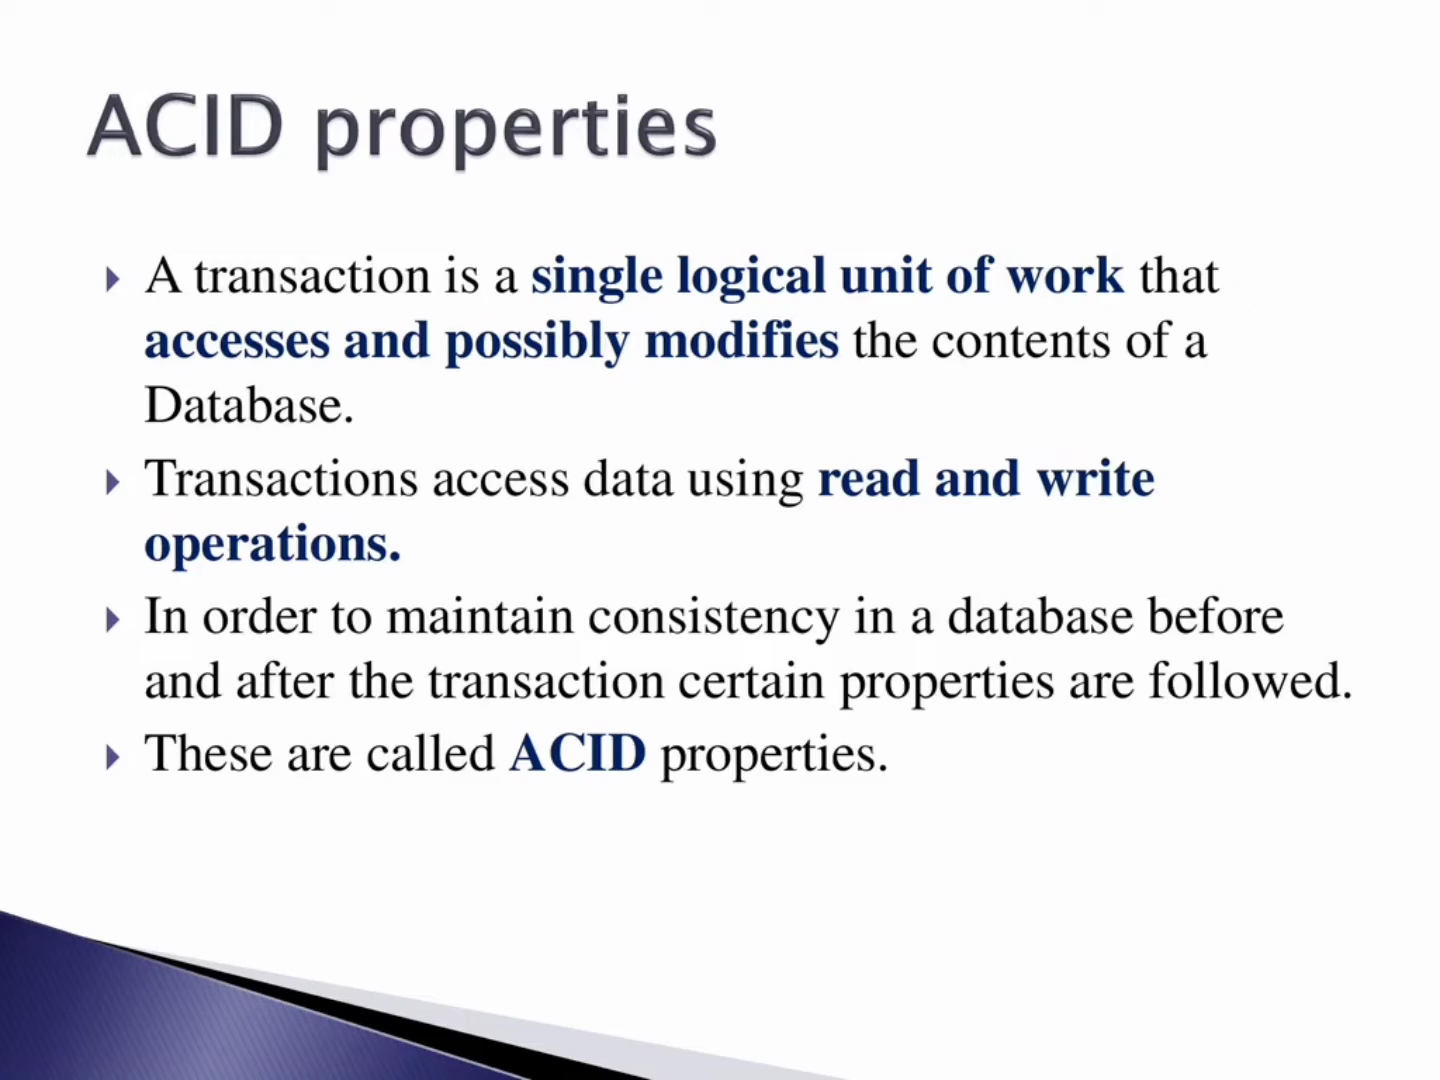 ACID properties
A transaction is a single logical unit of work that
accesses and possibly modifies the contents of a
Database.
Transactions access data using read and write
operations.
In order to maintain consistency in a database before
and after the transaction certain properties are followed.
These are called ACID properties.